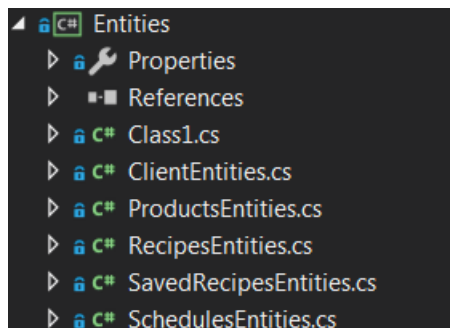 C# Entities
Properties
References
C# Class1.cs
C# ClientEntities.cs
C# ProductsEntities.cs
C# RecipesEntities.cs
C# SavedRecipesEntities.cs
C# SchedulesEntities.cs